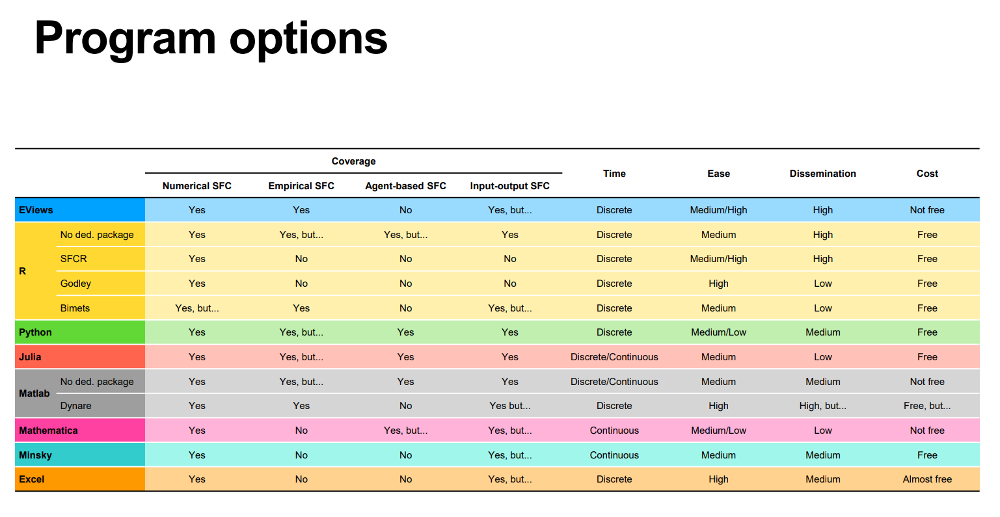 Program options
Coverage
Time Ease Dissemination Cost
Numerical SFC Empirical SFC Agent-based SFC Input-output SFC
EViews Yes Yes No Yes, but... Discrete Medium/High High Not free
R
No ded. package Yes Yes, but... Yes, but... Yes Discrete Medium High Free
SFCR Yes No No No Discrete Medium/High High Free
Godley Yes No No No Discrete High Low Free
Bimets Yes, but... Yes No Yes, but... Discrete Medium Low Free
Python Yes Yes, but... Yes Yes Discrete Medium/Low Medium Free
Julia Yes Yes, but... Yes Yes Discrete/Continuous Medium Low Free
Matlab
No ded. package Yes Yes, but... Yes Yes Discrete/Continuous Medium Medium Not free
Dynare Yes Yes No Yes but... Discrete High High, but... Free, but...
Mathematica Yes No Yes, but... Yes, but... Continuous Medium/Low Low Not free
Minsky Yes No No Yes, but... Continuous Medium Medium Free
Excel Yes No No Yes, but... Discrete High Medium Almost free